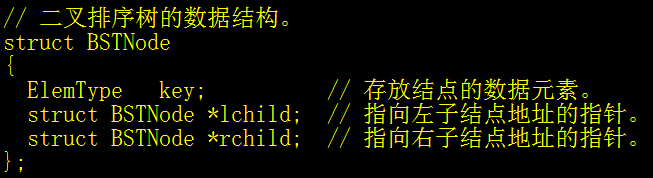 // 二叉排序树的数据结构。
struct BSTNode
{
  ElemType   key;            // 存放结点的数据元素。
  struct BSTNode *lchild;  // 指向左子结点地址的指针。
  struct BSTNode *rchild;  // 指向右子结点地址的指针。
};